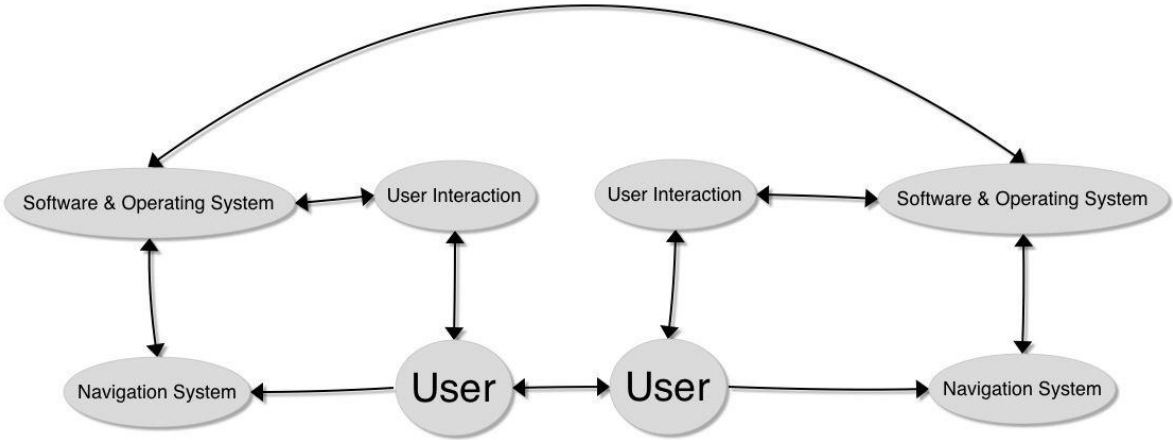 Software & Operating System
User Interaction
User Interaction
Software & Operating System
Navigation System
User
User
Navigation System